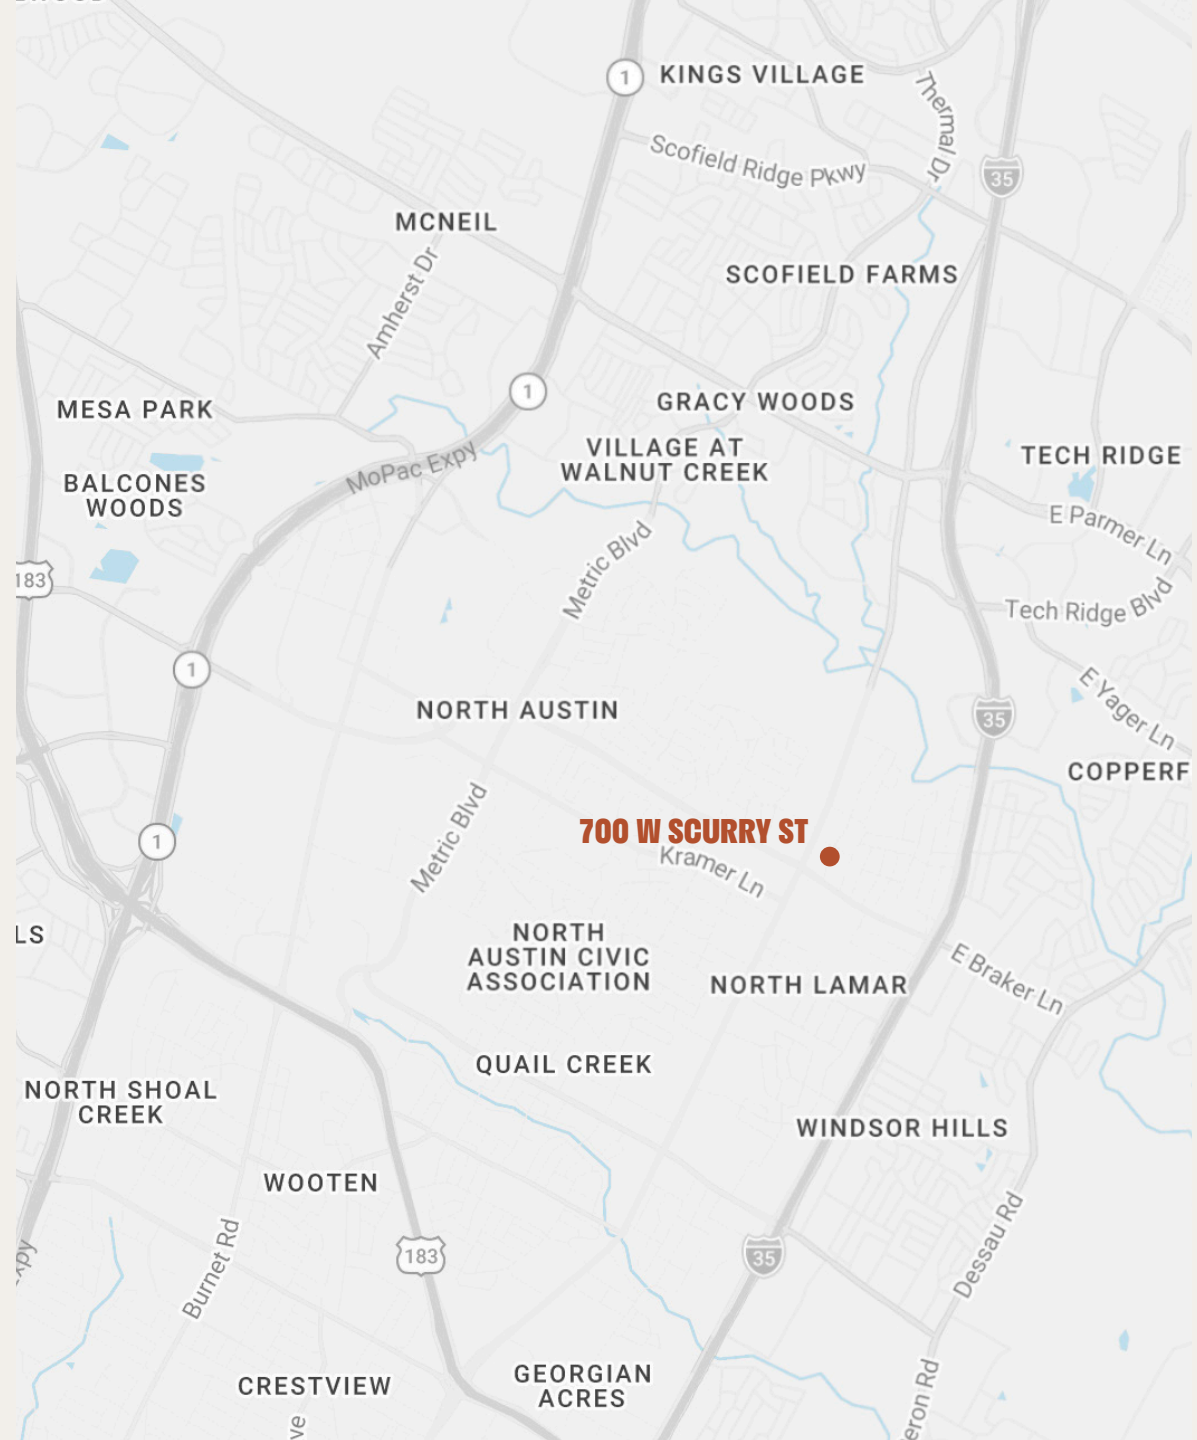 1
KINGS VILLAGE
Thermal Dr
Scofield Ridge Pkwy
35
MCNEIL
Amherst Dr
SCOFIELD FARMS
1
MESA PARK
GRACY WOODS
VILLAGE AT
WALNUT CREEK
MoPac Expy
TECH RIDGE
BALCONES
WOODS
E Parmer Ln
Metric Blvd
183
Tech Ridge Blvd
1
E Yager Ln
NORTH AUSTIN
35
COPPERF
Metric Blvd
700 W SCURRY ST
1
Kramer Ln
LS
NORTH
AUSTIN CIVIC
ASSOCIATION
E Braker Ln
NORTH LAMAR
QUAIL CREEK
NORTH SHOAL
CREEK
WINDSOR HILLS
WOOTEN
Burnet Rd
183
35
Dessau Rd
xpy
CRESTVIEW
GEORGIAN
ACRES
eron Rd
ve